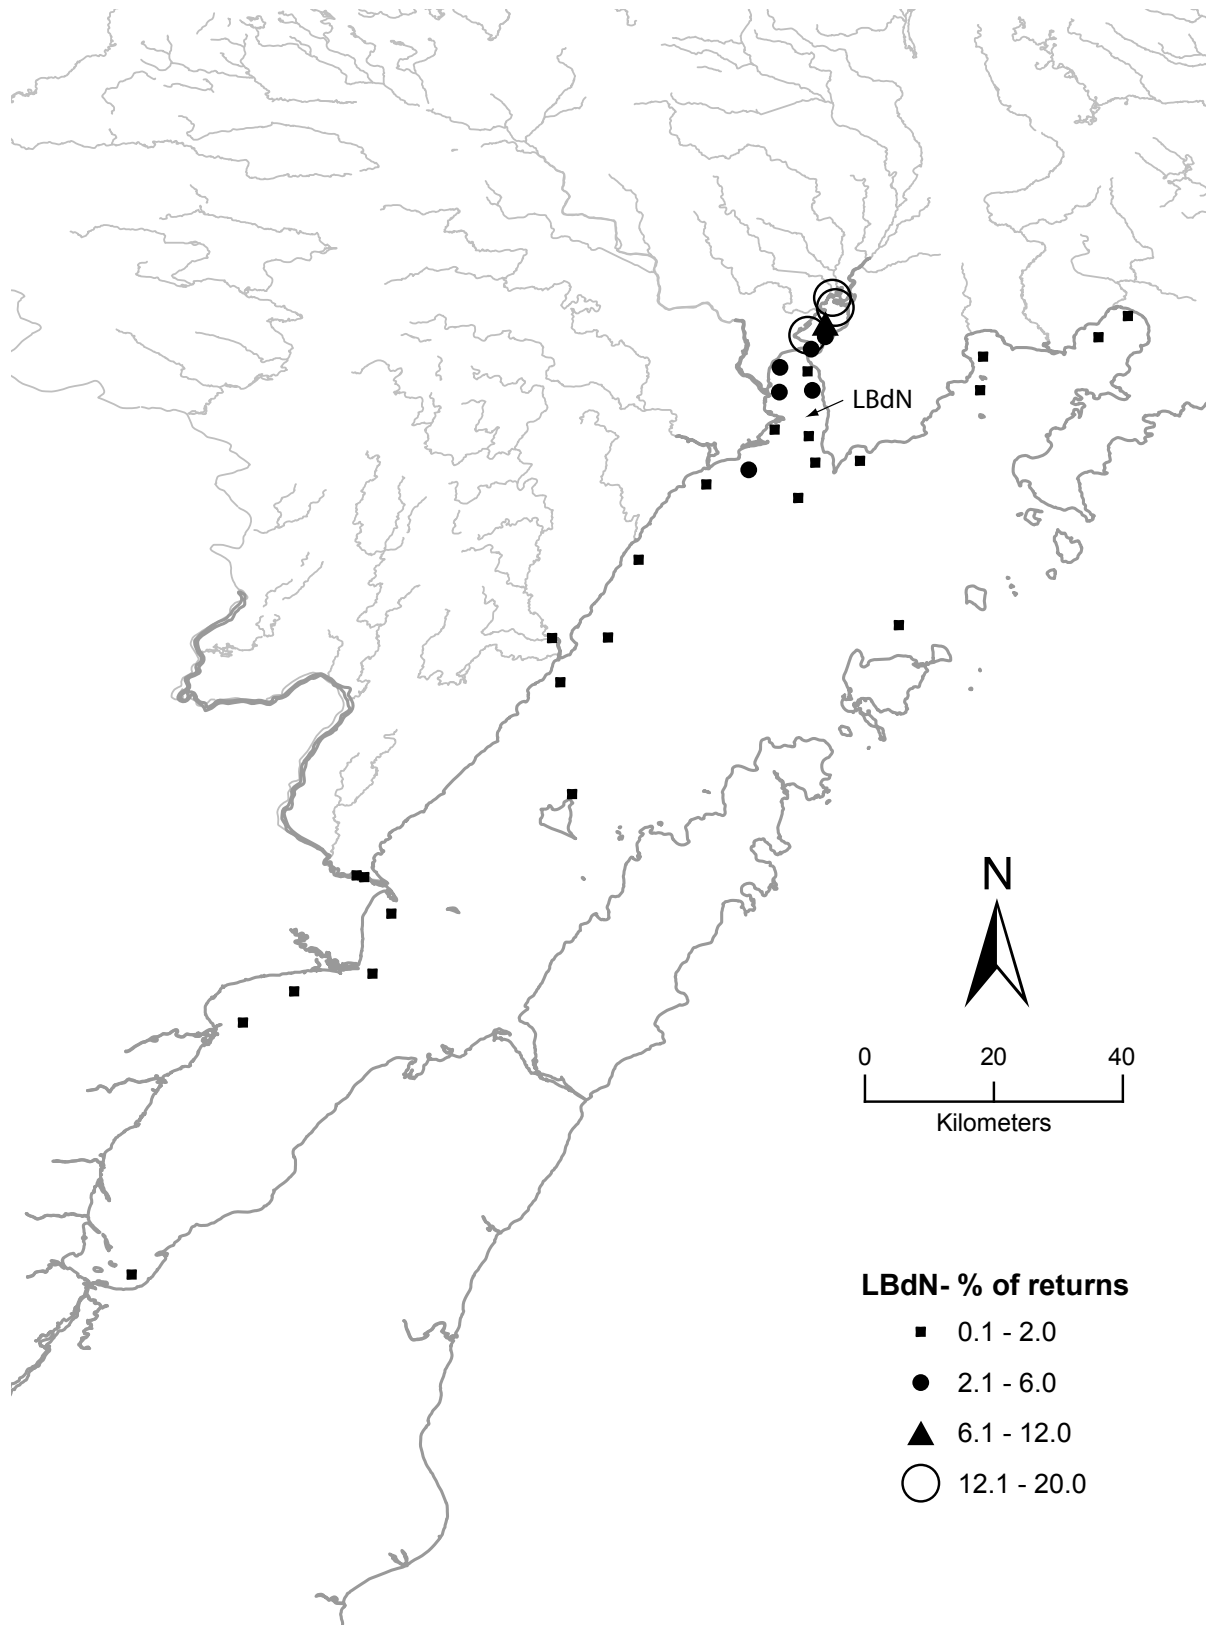 LBdN
N
0 20 40
Kilometers
LBdN- % of returns
0.1 - 2.0
2.1 - 6.0
6.1 - 12.0
12.1 - 20.0